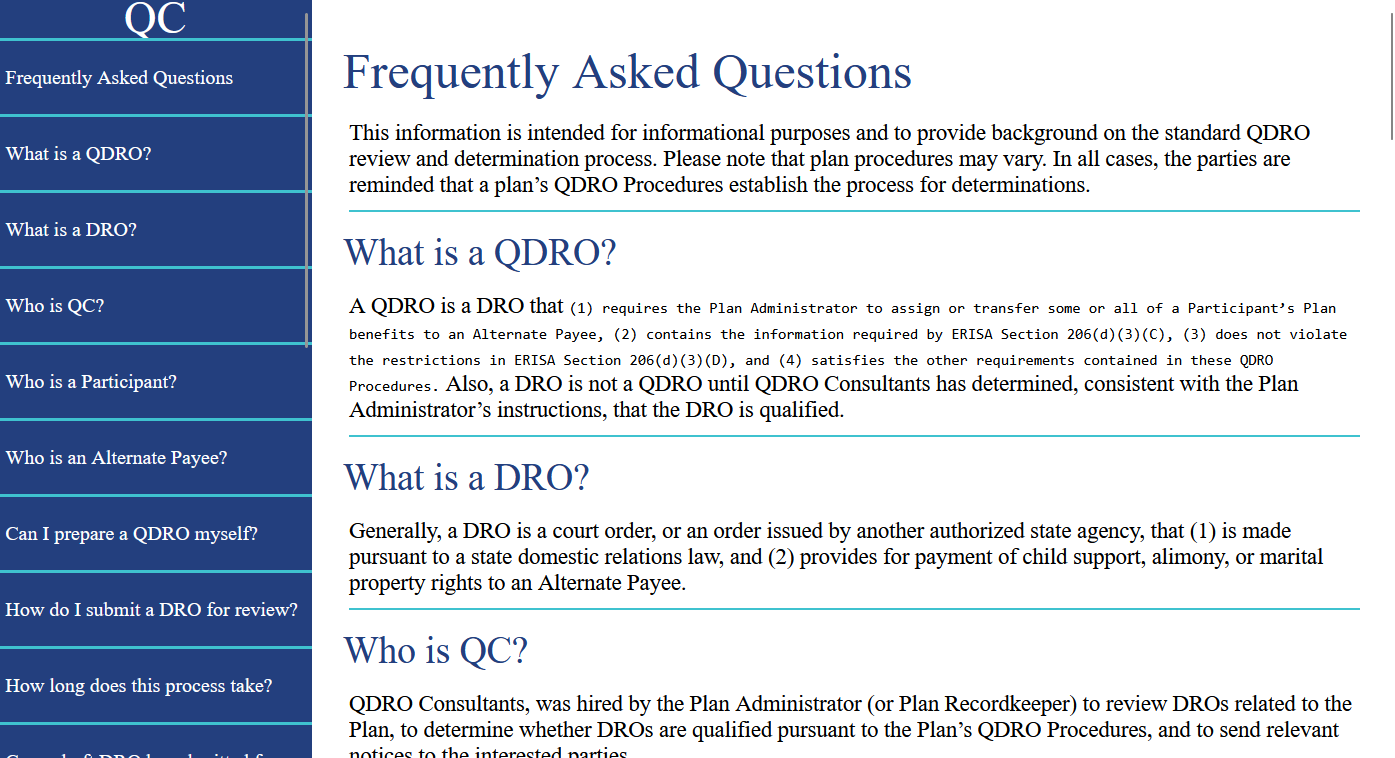 QC
Frequently Asked Questions
What is a QDRO?
What is a DRO?
Who is QC?
Who is a Participant?
Who is an Alternate Payee?
Can I prepare a QDRO myself?
How do I submit a DRO for review?
How long does this process take?
Frequently Asked Questions
This information is intended for informational purposes and to provide background on the standard QDRO
review and determination process. Please note that plan procedures may vary. In all cases, the parties are
reminded that a plan’s QDRO Procedures establish the process for determinations.
What is a QDRO?
A QDRO is a DRO that (1) requires the Plan Administrator to assign or transfer some or all of a Participant’s Plan
benefits to an Alternate Payee, (2) contains the information required by ERISA Section 206(d)(3)(C), (3) does not violate
the restrictions in ERISA Section 206(d)(3)(D), and (4) satisfies the other requirements contained in these QDRO
Procedures. Also, a DRO is not a QDRO until QDRO Consultants has determined, consistent with the Plan
Administrator’s instructions, that the DRO is qualified.
What is a DRO?
Generally, a DRO is a court order, or an order issued by another authorized state agency, that (1) is made
pursuant to a state domestic relations law, and (2) provides for payment of child support, alimony, or marital
property rights to an Alternate Payee.
Who is QC?
QDRO Consultants, was hired by the Plan Administrator (or Plan Recordkeeper) to review DROs related to the
Plan, to determine whether DROs are qualified pursuant to the Plan’s QDRO Procedures, and to send relevant
notices to the interested parties.